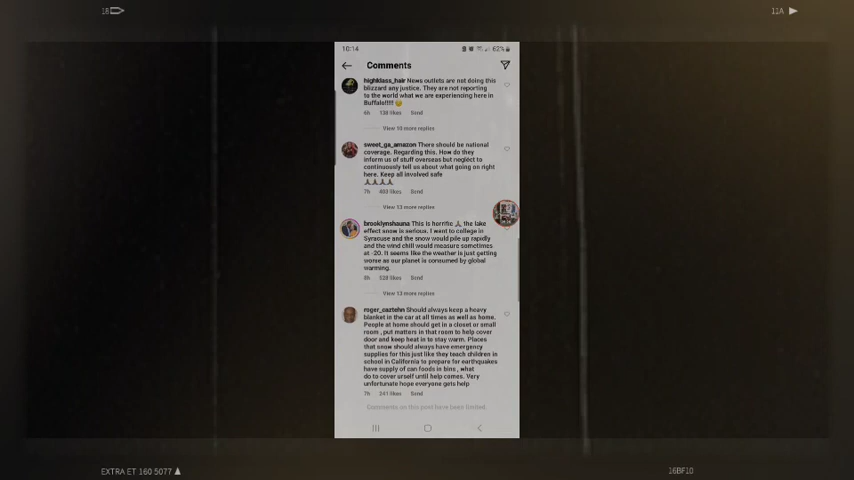 18
11A
10:14
62%
Comments
highklass_hair News outlets are not doing this
blizzard any justice. They are not reporting
to the world what we are experiencing here in
Buffalo!!!!! 😢
6h 138 likes Send
View 10 more replies
sweet_ga_amazon There should be national
coverage. Regarding this. How do they
inform us of stuff overseas but neglect to
continuously tell us about what going on right
here. Keep all involved safe
🙏🏾🙏🏾🙏🏾🙏🏾
7h 403 likes Send
View 13 more replies
brooklynshauna This is horrific 🙏🏾 the lake
effect snow is serious. I want to college in
Syracuse and the snow would pile up rapidly
and the wind chill would measure sometimes
at -20. It seems like the weather is just getting
worse as our planet is consumed by global
warming.
8h 528 likes Send
View 13 more replies
roger_caztehn Should always keep a heavy
blanket in the car at all times as well as home.
People at home should get in a closet or small
room , put matters in that room to help cover
door and keep heat in to stay warm. Places
that snow should always have emergency
supplies for this just like they teach children in
school in California to prepare for earthquakes
have supply of can foods in bins , what
do to cover urself until help comes. Very
unfortunate hope everyone gets help
7h 241 likes Send
Comments on this post have been limited
EXTRA ET 160 5077
16BF10